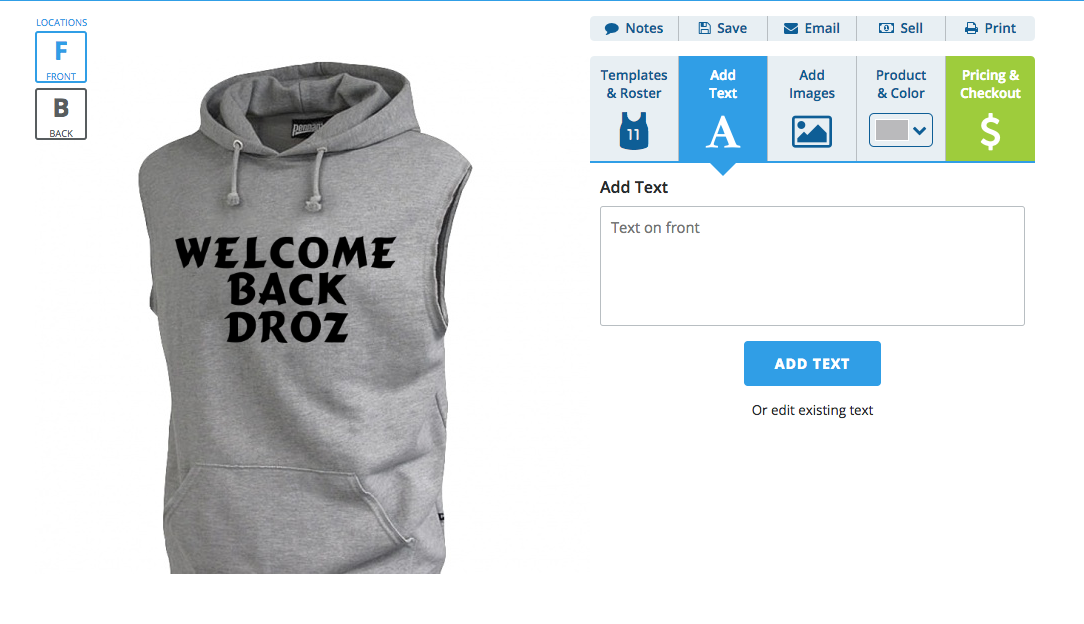 LOCATIONS
F
FRONT
B
BACK
Notes
Save
Email
Sell
Print
Templates
& Roster
11
Add
Text
A
Add
Images
Product
& Color
Pricing &
Checkout
$
Add Text
Text on front
ADD TEXT
Or edit existing text
Pennant
WELCOME
BACK
DROZ